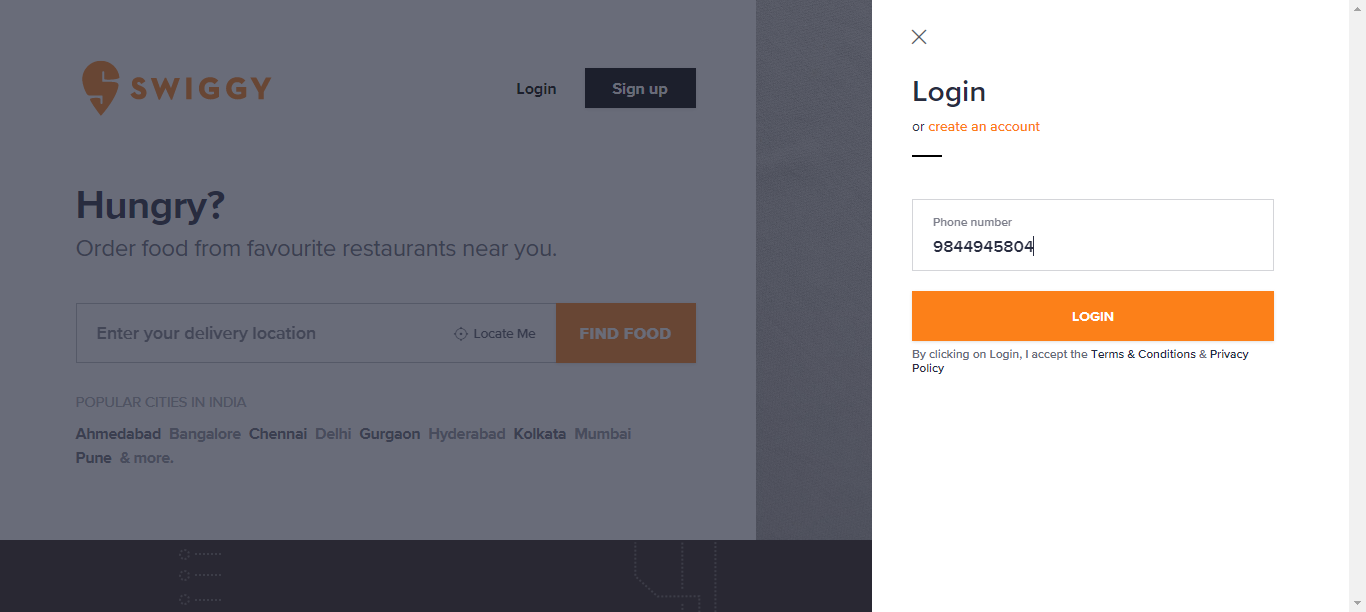 SWIGGY
Login
Sign up
Hungry?
Order food from favourite restaurants near you.
Enter your delivery location
Locate Me
FIND FOOD
POPULAR CITIES IN INDIA
Ahmedabad Bangalore Chennai Delhi Gurgaon Hyderabad Kolkata Mumbai
Pune & more.
Login
or create an account
Phone number
9844945804
LOGIN
By clicking on Login, I accept the Terms & Conditions & Privacy
Policy